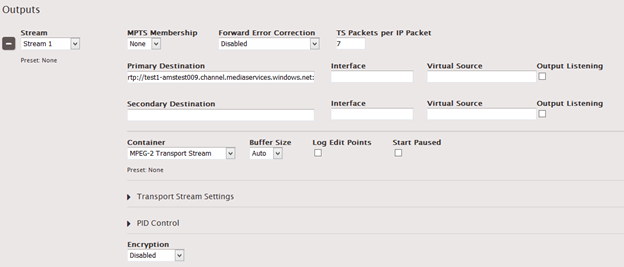 Outputs
Stream MPTS Membership Forward Error Correction TS Packets per IP Packet
Stream 1 None Disabled 7
Preset: None
Primary Destination Interface Virtual Source Output Listening
rtp://test1-amstest009.channel.mediaservices.windows.net:
Secondary Destination Interface Virtual Source Output Listening
Container Buffer Size Log Edit Points Start Paused
MPEG-2 Transport Stream Auto
Preset: None
Transport Stream Settings
PID Control
Encryption
Disabled